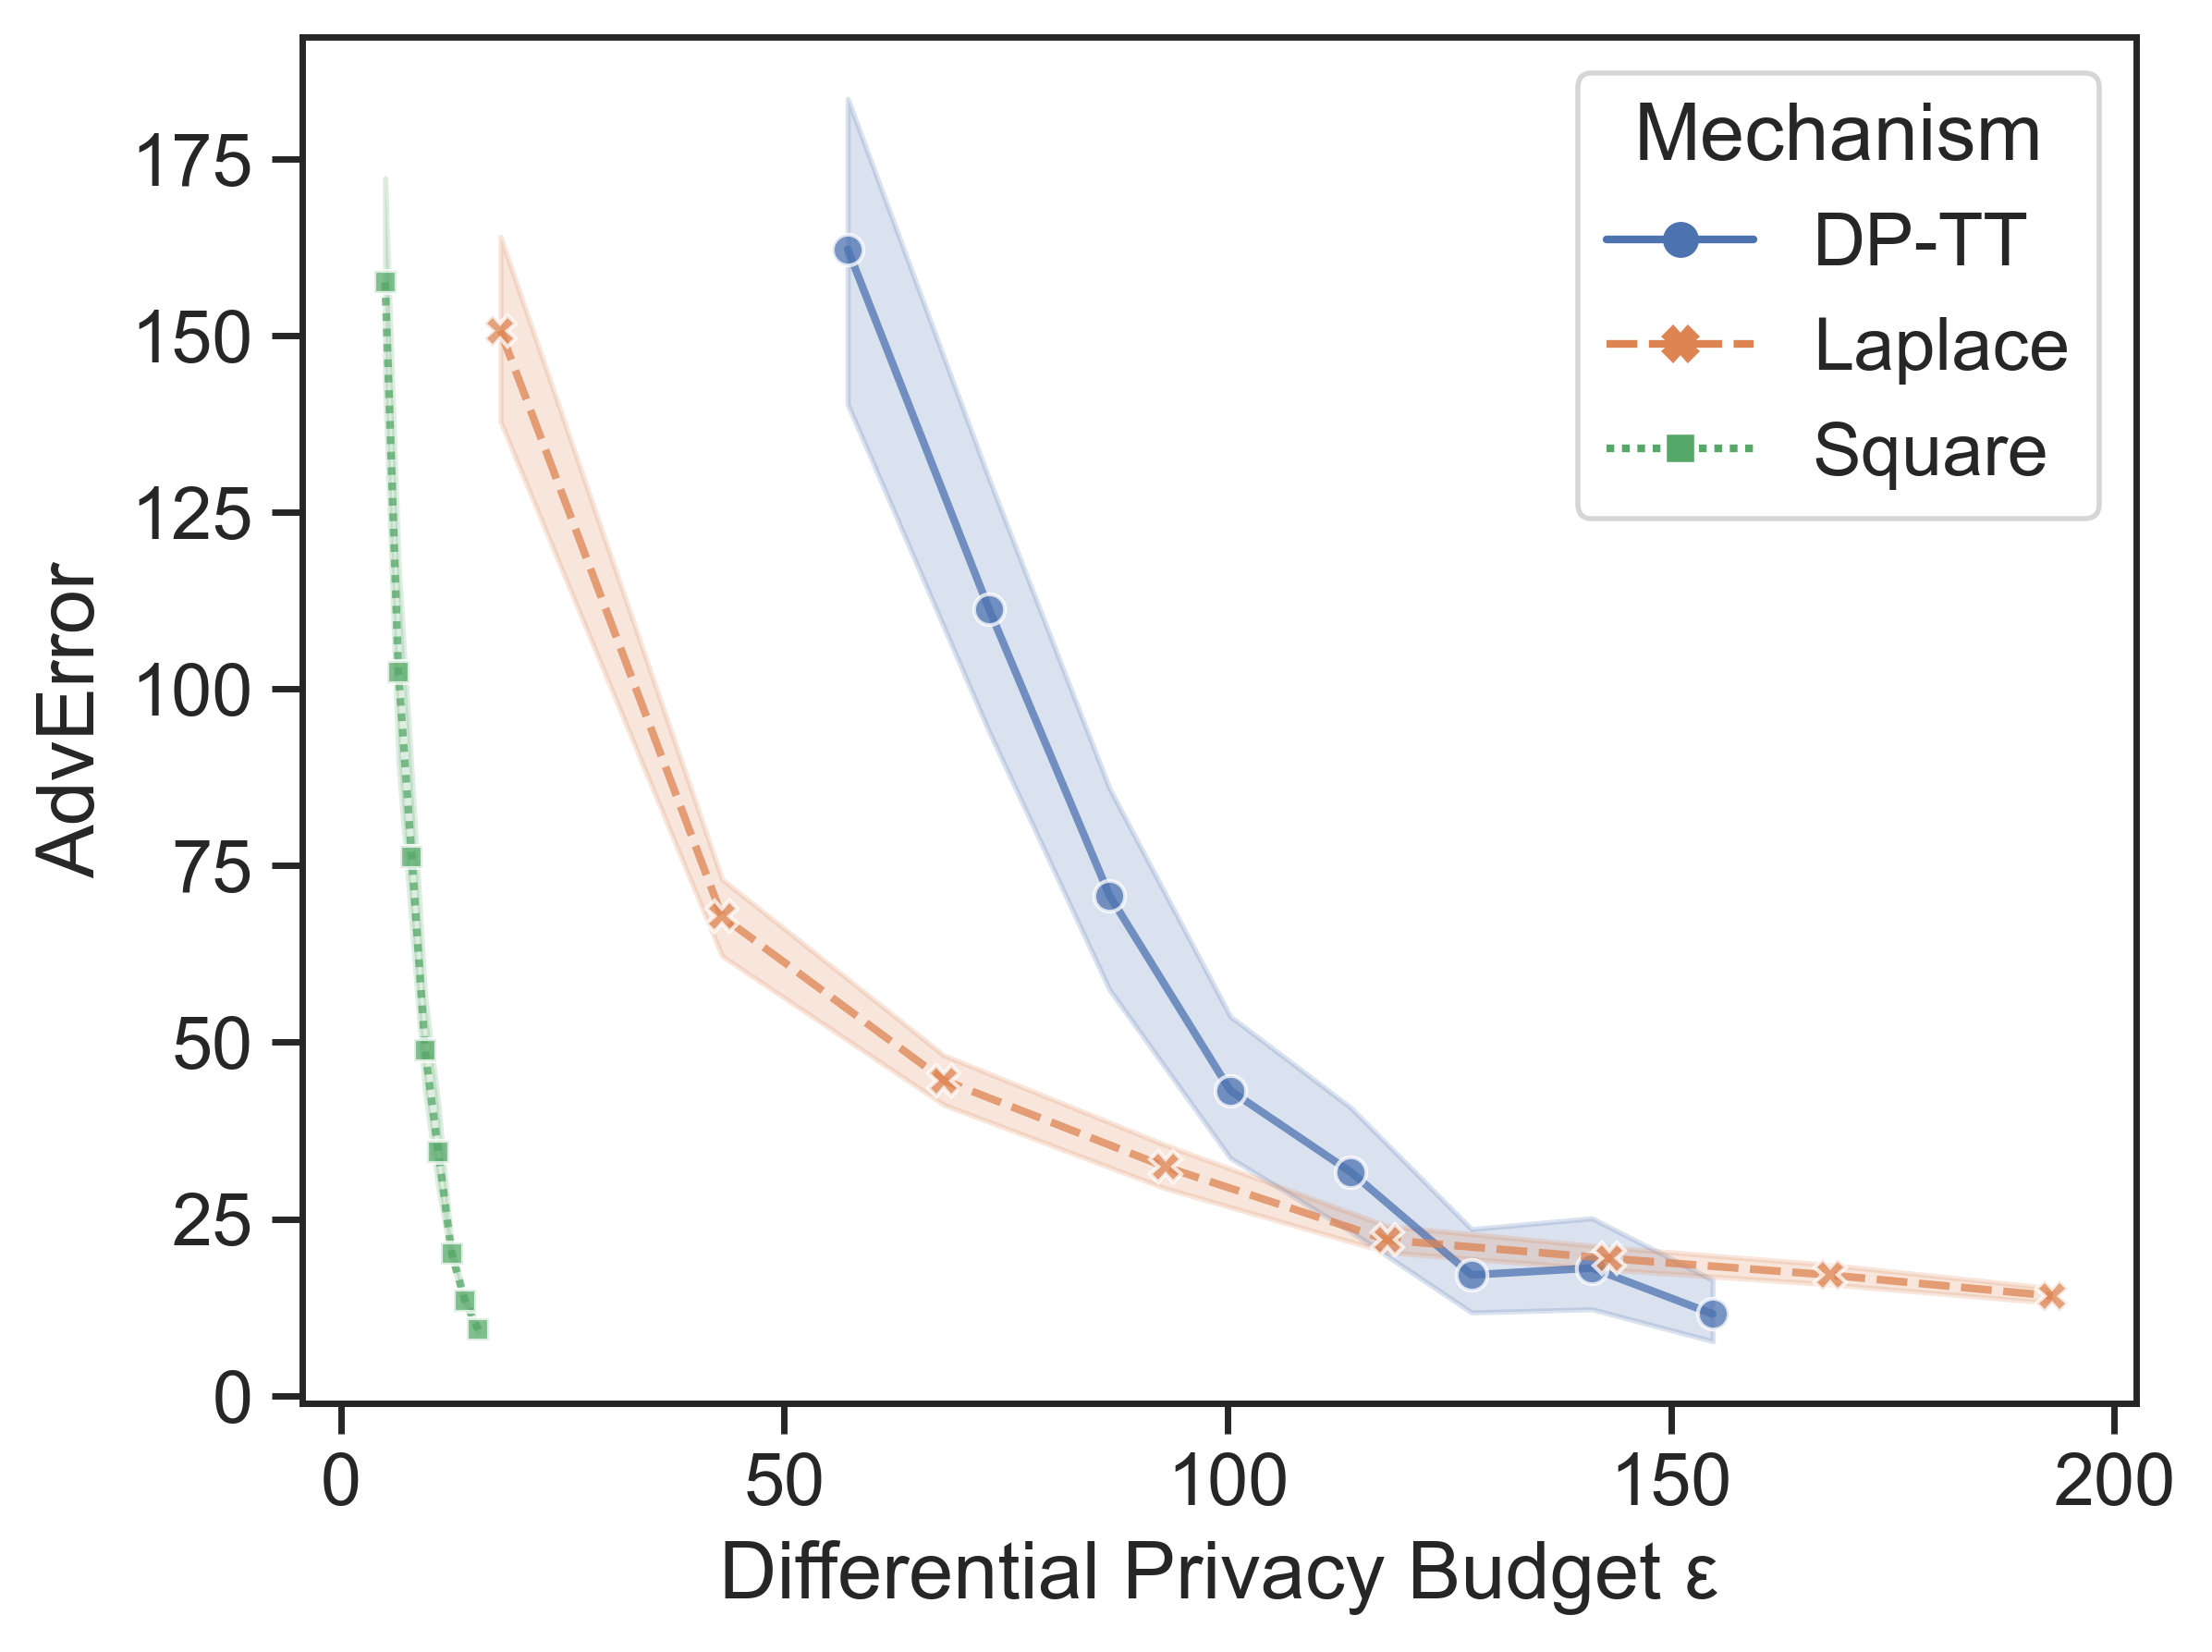 Mechanism
DP-TT
Laplace
Square
AdvError
175
150
125
100
75
50
25
0
0 50 100 150 200
Differential Privacy Budget ε